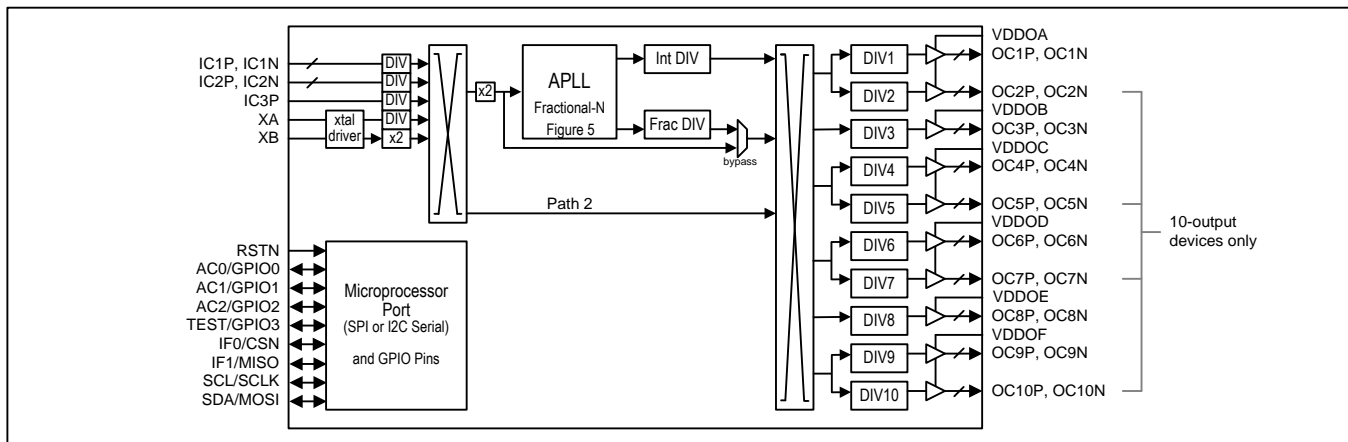 IC1P, IC1N
IC2P, IC2N
IC3P
XA
XB
xtal
driver
DIV
DIV
DIV
DIV
x2
x2
APLL
Fractional-N
Figure 5
Int DIV
Frac DIV
bypass
Path 2
RSTN
AC0/GPIO0
AC1/GPIO1
AC2/GPIO2
TEST/GPIO3
IF0/CSN
IF1/MISO
SCL/SCLK
SDA/MOSI
Microprocessor
Port
(SPI or I2C Serial)
and GPIO Pins
DIV1
DIV2
DIV3
DIV4
DIV5
DIV6
DIV7
DIV8
DIV9
DIV10
VDDOA
OC1P, OC1N
OC2P, OC2N
VDDOB
OC3P, OC3N
VDDOC
OC4P, OC4N
OC5P, OC5N
VDDOD
OC6P, OC6N
OC7P, OC7N
VDDOE
OC8P, OC8N
VDDOF
OC9P, OC9N
OC10P, OC10N
10-output
devices only